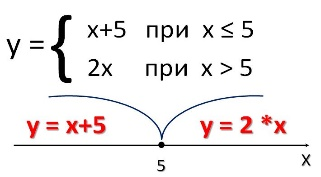 x+5 при x ≤ 5
y = {
2x при x > 5
y = x+5 y = 2 *x
5
x